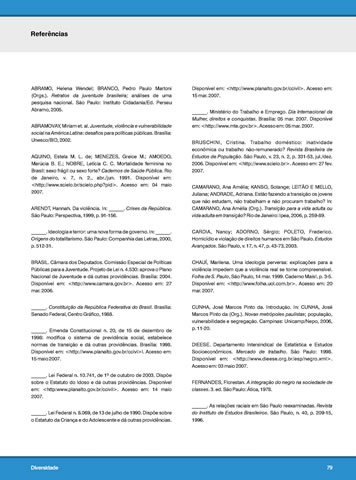 Referências
ABRAMO, Helena Wendel; BRANCO, Pedro Paulo Martoni
(Orgs.). Retratos da juventude brasileira; análises de uma
pesquisa nacional. São Paulo: Instituto Cidadania/Ed. Perseu
Abramo, 2005.
ABRAMOVAY, Miriam et. al. Juventude, violência e vulnerabilidade
social na América Latina: desafios para políticas públicas. Brasília:
Unesco/BID, 2002.
AQUINO, Estela M. L. de; MENEZES, Greice M.; AMOEDO,
Marúcia B. E.; NOBRE, Letícia C. C. Mortalidade feminina no
Brasil: sexo frágil ou sexo forte? Cadernos de Saúde Pública. Rio
de Janeiro, v. 7, n. 2., abr./jun. 1991. Disponível em:
<http://www.scielo.br/scielo.php?pid>. Acesso em: 04 maio
2007.
ARENDT, Hannah. Da violência. In: ______. Crises da República.
São Paulo: Perspectiva, 1999, p. 91-156.
______. Ideologia e terror: uma nova forma de governo. In: ______.
Origens do totalitarismo. São Paulo: Companhia das Letras, 2000,
p. 512-31.
BRASIL. Câmara dos Deputados. Comissão Especial de Políticas
Públicas para a Juventude. Projeto de Lei n. 4.530: aprova o Plano
Nacional de Juventude e dá outras providências. Brasília: 2004.
Disponível em: <http://www.camara.gov.br>. Acesso em: 27
mar. 2006.
______. Constituição da República Federativa do Brasil. Brasília:
Senado Federal, Centro Gráfico, 1988.
______. Emenda Constitucional n. 20, de 15 de dezembro de
1998: modifica o sistema de previdência social, estabelece
normas de transição e dá outras providências. Brasília: 1998.
Disponível em: <http://www.planalto.gov.br/ccivil>. Acesso em:
15 maio 2007.
______. Lei Federal n. 10.741, de 1º de outubro de 2003. Dispõe
sobre o Estatuto do Idoso e dá outras providências. Disponível
em: <http:www.planalto.gov.br/ccivil>. Acesso em: 14 maio
2007.
______. Lei Federal n. 8.069, de 13 de julho de 1990. Dispõe sobre
o Estatuto da Criança e do Adolescente e dá outras providências.
Disponível em: <http://www.planalto.gov.br/ccivil>. Acesso em:
15 mar. 2007.
______. Ministério do Trabalho e Emprego. Dia Internacional da
Mulher, direitos e conquistas. Brasília: 05 mar. 2007. Disponível
em: <http://www.mte.gov.br/>. Acesso em: 05 mar. 2007.
BRUSCHINI, Cristina. Trabalho doméstico: inatividade
econômica ou trabalho não-remunerado? Revista Brasileira de
Estudos de População. São Paulo, v. 23, n. 2, p. 331-53, jul./dez.
2006. Disponível em: <http://www.scielo.br>. Acesso em: 27 fev.
2007.
CAMARANO, Ana Amélia; KANSO, Solange; LEITÃO E MELLO,
Juliana; ANDRADE, Adriana. Estão fazendo a transição os jovens
que não estudam, não trabalham e não procuram trabalho? In:
CAMARANO, Ana Amélia (Org.). Transição para a vida adulta ou
vida adulta em transição? Rio de Janeiro: Ipea, 2006, p. 259-89.
CARDIA, Nancy; ADORNO, Sérgio; POLETO, Frederico.
Homicídio e violação de direitos humanos em São Paulo. Estudos
Avançados. São Paulo, v. 17, n. 47, p. 43-73, 2003.
CHAUÍ, Marilena. Uma ideologia perversa: explicações para a
violência impedem que a violência real se torne compreensível.
Folha de S. Paulo, São Paulo, 14 mar. 1999. Caderno Mais!, p. 3-5.
Disponível em: <http://www.folha.uol.com.br>. Acesso em: 20
mar. 2007.
CUNHA, José Marcos Pinto da. Introdução. In: CUNHA, José
Marcos Pinto da (Org.). Novas metrópoles paulistas; população,
vulnerabilidade e segregação. Campinas: Unicamp/Nepo, 2006,
p. 11-20.
DIEESE. Departamento Intersindical de Estatística e Estudos
Socioeconômicos. Mercado de trabalho. São Paulo: 1998.
Disponível em: <http://www.dieese.org.br/esp/negro.xml>.
Acesso em: 03 maio 2007.
FERNANDES, Florestan. A integração do negro na sociedade de
classes. 3. ed. São Paulo: Ática, 1978.
______. As relações raciais em São Paulo reexaminadas. Revista
do Instituto de Estudos Brasileiros. São Paulo, n. 40, p. 209-15,
1996.
Diversidade 79